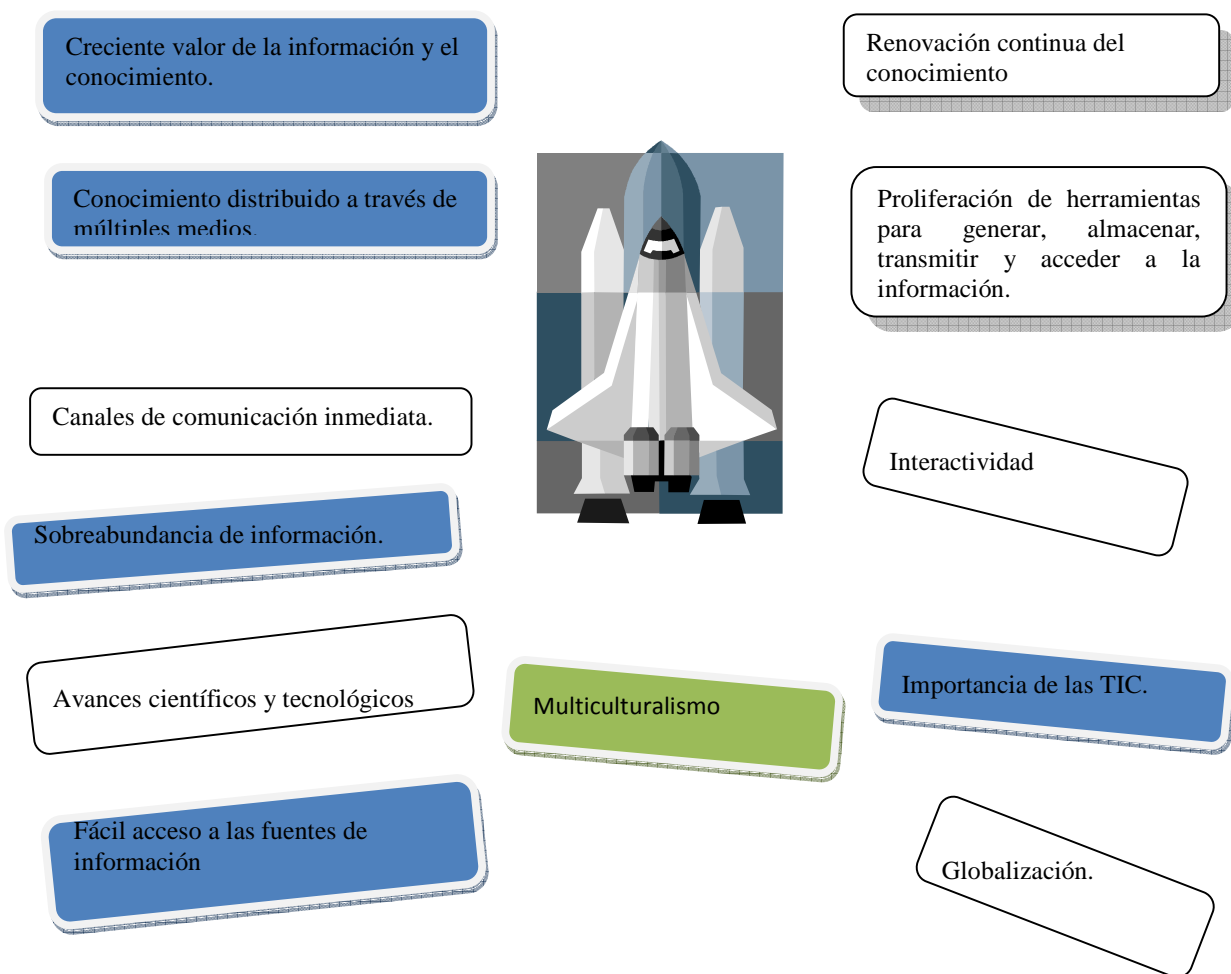 Creciente valor de la información y el
conocimiento.
Renovación continua del
conocimiento
Conocimiento distribuido a través de
múltiples medios.
Proliferación de herramientas
para generar, almacenar,
transmitir y acceder a la
información.
Canales de comunicación inmediata.
Interactividad
Sobreabundancia de información.
Avances científicos y tecnológicos
Multiculturalismo
Importancia de las TIC.
Fácil acceso a las fuentes de
información
Globalización.